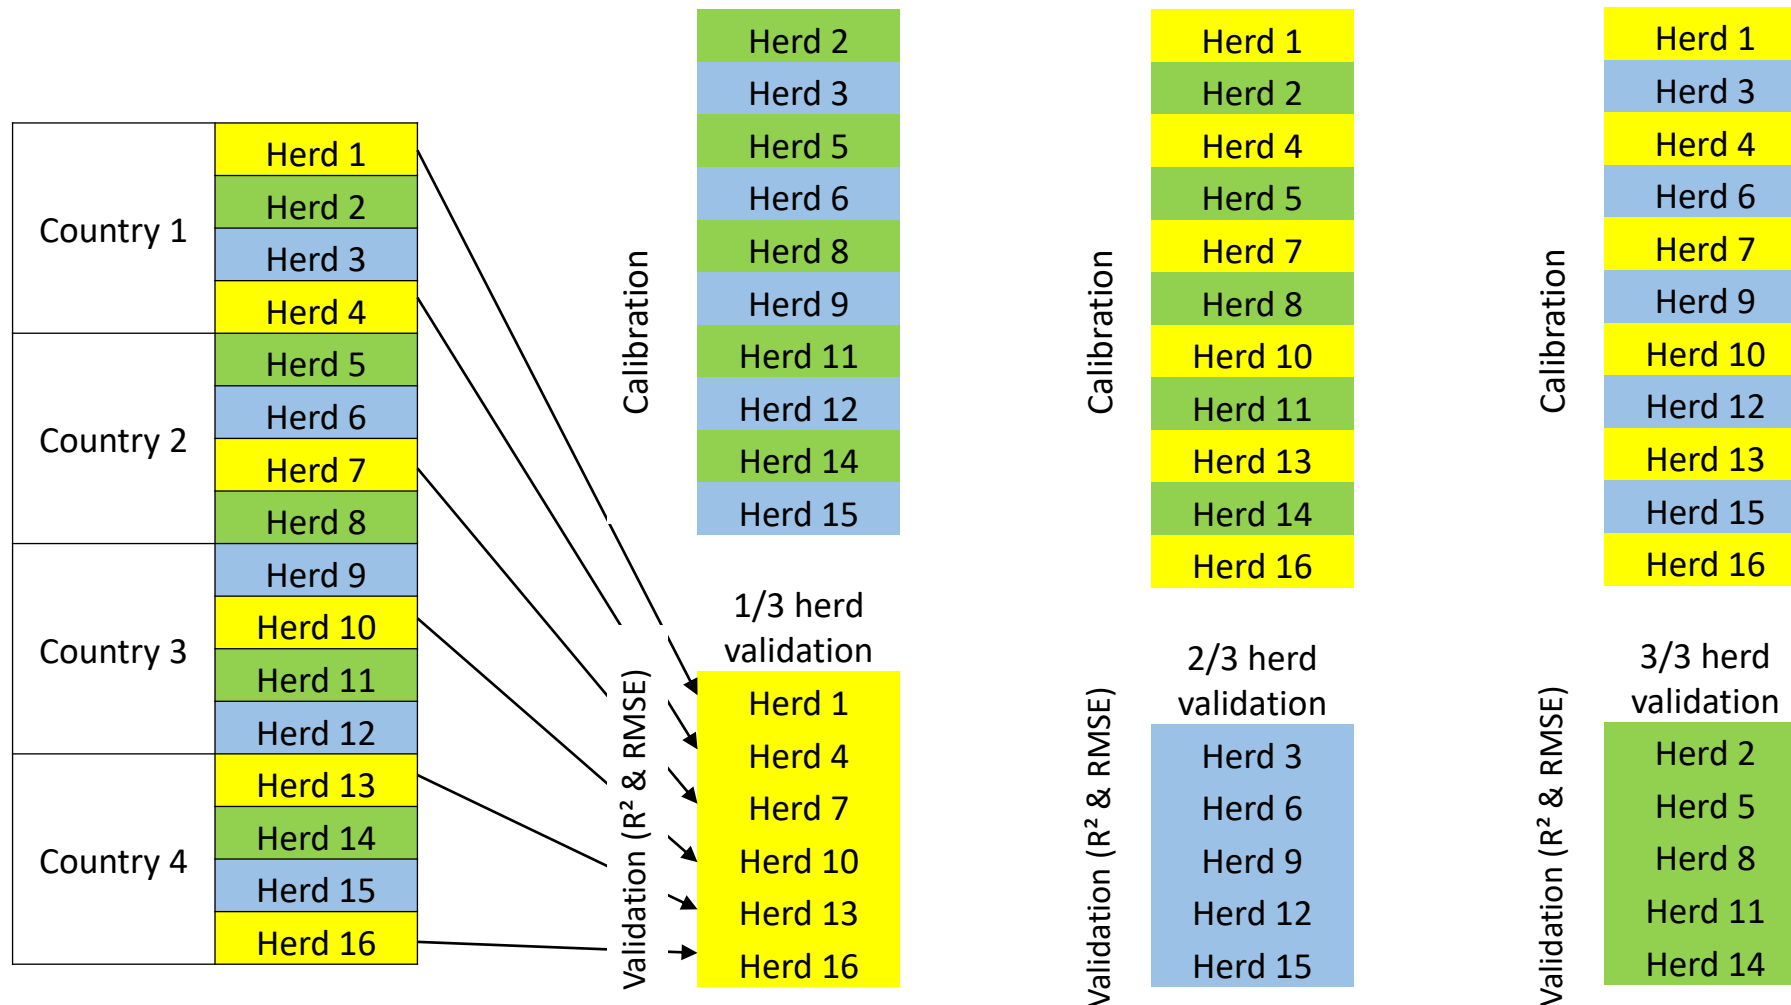 Country 1
Herd 1
Herd 2
Herd 3
Herd 4
Country 2
Herd 5
Herd 6
Herd 7
Herd 8
Country 3
Herd 9
Herd 10
Herd 11
Herd 12
Country 4
Herd 13
Herd 14
Herd 15
Herd 16
Calibration
Herd 2
Herd 3
Herd 5
Herd 6
Herd 8
Herd 9
Herd 11
Herd 12
Herd 14
Herd 15
1/3 herd
validation
Validation (R² & RMSE)
Herd 1
Herd 4
Herd 7
Herd 10
Herd 13
Herd 16
Calibration
Herd 1
Herd 2
Herd 4
Herd 5
Herd 7
Herd 8
Herd 10
Herd 11
Herd 13
Herd 14
Herd 16
2/3 herd
validation
Validation (R² & RMSE)
Herd 3
Herd 6
Herd 9
Herd 12
Herd 15
Calibration
Herd 1
Herd 3
Herd 4
Herd 6
Herd 7
Herd 9
Herd 10
Herd 12
Herd 13
Herd 15
Herd 16
3/3 herd
validation
Validation (R² & RMSE)
Herd 2
Herd 5
Herd 8
Herd 11
Herd 14